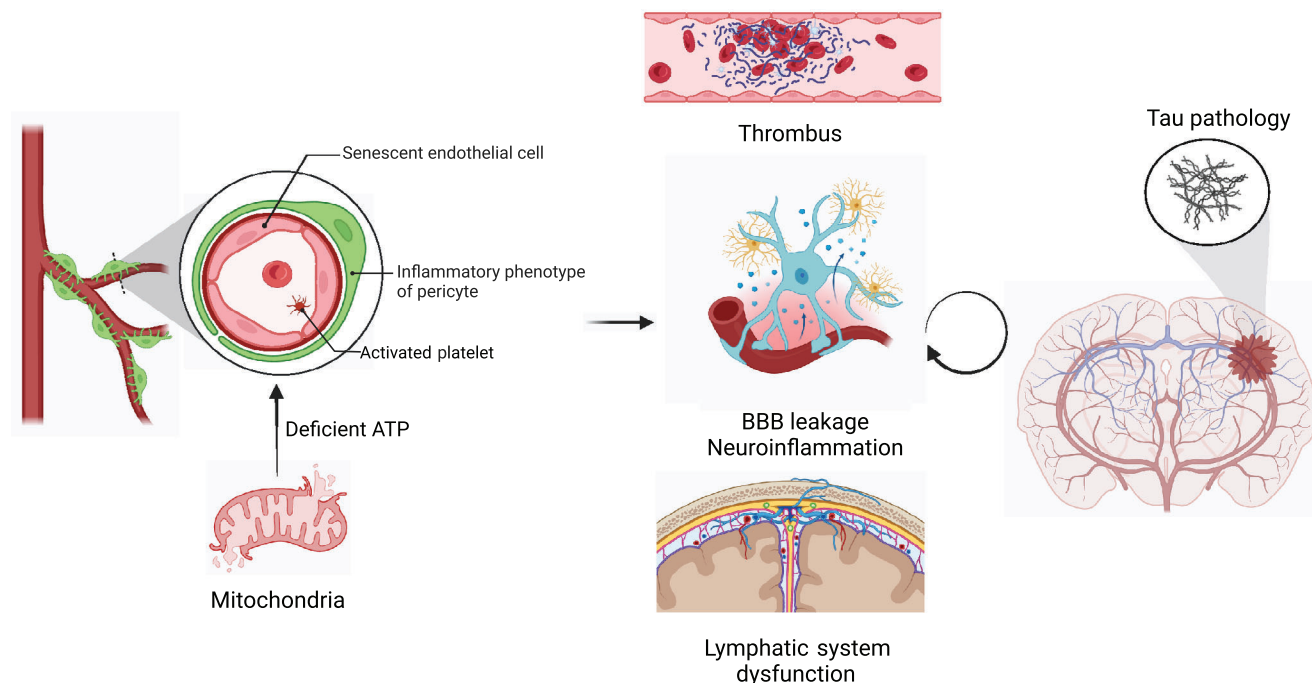 Senescent endothelial cell
Inflammatory phenotype
of pericyte
Activated platelet
Deficient ATP
Mitochondria
Thrombus
BBB leakage
Neuroinflammation
Lymphatic system
dysfunction
Tau pathology